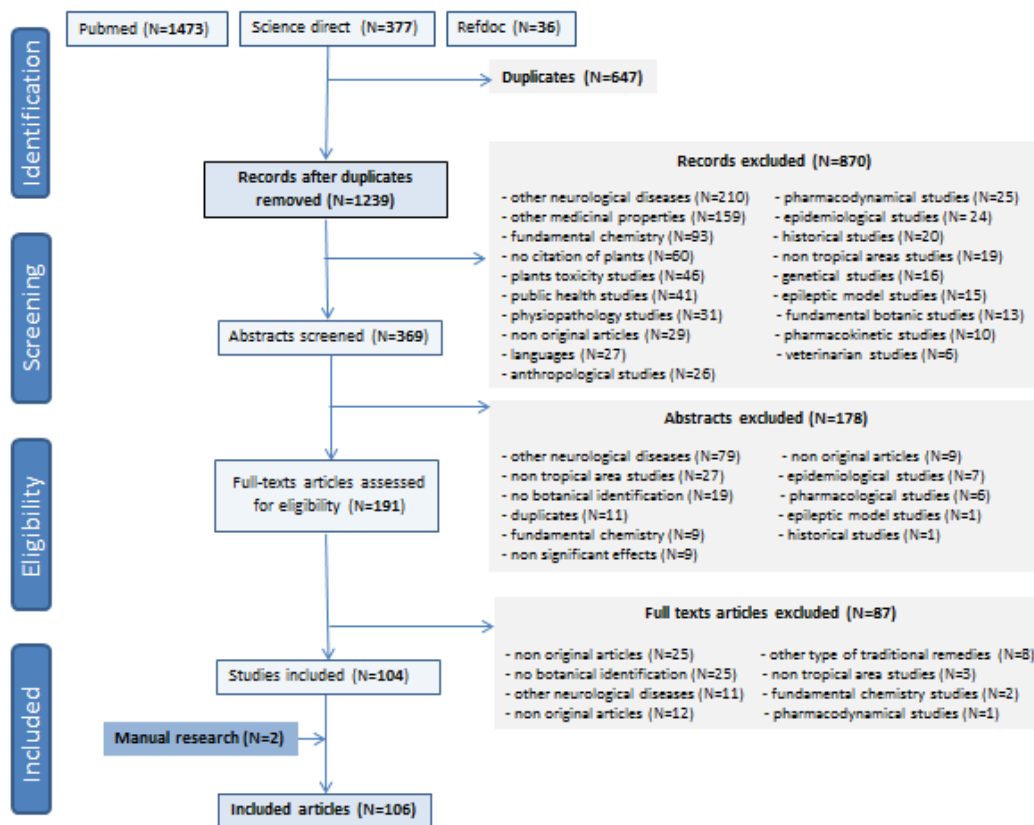 Identification
Pubmed (N=1473)
Science direct (N=377)
Refdoc (N=36)
Duplicates (N=647)
Records after duplicates
removed (N=1239)
Records excluded (N=870)
- other neurological diseases (N=210)
- other medicinal properties (N=159)
- fundamental chemistry (N=93)
- no citation of plants (N=60)
- plants toxicity studies (N=46)
- public health studies (N=41)
- physiopathology studies (N=31)
- non original articles (N=29)
- languages (N=27)
- anthropological studies (N=26)
- pharmacodynamical studies (N=25)
- epidemiological studies (N= 24)
- historical studies (N=20)
- non tropical areas studies (N=19)
- genetical studies (N=16)
- epileptic model studies (N=15)
- fundamental botanic studies (N=13)
- pharmacokinetic studies (N=10)
- veterinarian studies (N=6)
Screening
Abstracts screened (N=369)
Abstracts excluded (N=178)
- other neurological diseases (N=79)
- non tropical area studies (N=27)
- no botanical identification (N=19)
- duplicates (N=11)
- fundamental chemistry (N=9)
- non significant effects (N=9)
- non original articles (N=9)
- epidemiological studies (N=7)
- pharmacological studies (N=6)
- epileptic model studies (N=1)
- historical studies (N=1)
Eligibility
Full-texts articles assessed
for eligibility (N=191)
Full texts articles excluded (N=87)
- non original articles (N=25)
- no botanical identification (N=25)
- other neurological diseases (N=11)
- non original articles (N=12)
- other type of traditional remedies (N=8)
- non tropical area studies (N=3)
- fundamental chemistry studies (N=2)
- pharmacodynamical studies (N=1)
Included
Studies included (N=104)
Manual research (N=2)
Included articles (N=106)